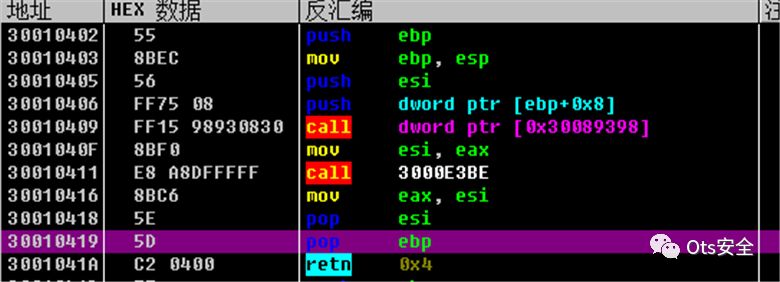 地址 HEX 数据 反汇编 注
30010402 55 push ebp
30010403 8BEC mov ebp, esp
30010405 56 push esi
30010406 FF75 08 push dword ptr [ebp+0x8]
30010409 FF15 98930830 call dword ptr [0x30089398]
3001040F 8BF0 mov esi, eax
30010411 E8 A8DFFFFF call 3000E3BE
30010416 8BC6 mov eax, esi
30010418 5E pop esi
30010419 5D pop ebp
3001041A C2 0400 retn 0x4
Ots安全